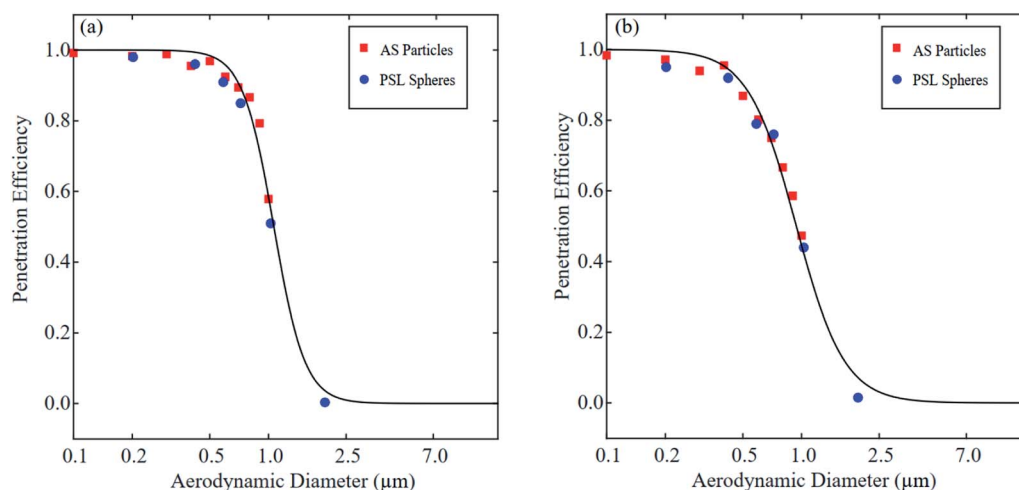 (a)
AS Particles
PSL Spheres
1.0
0.8
0.6
0.4
0.2
0.0
Penetration Efficiency
0.1 0.2 0.5 1.0 2.5 7.0
Aerodynamic Diameter (µm)
(b)
AS Particles
PSL Spheres
1.0
0.8
0.6
0.4
0.2
0.0
Penetration Efficiency
0.1 0.2 0.5 1.0 2.5 7.0
Aerodynamic Diameter (µm)